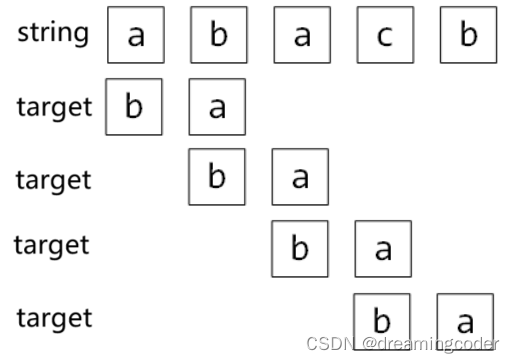 string a b a c b
target b a
target b a
target b a
target b a
CSDN @dreamingcoder